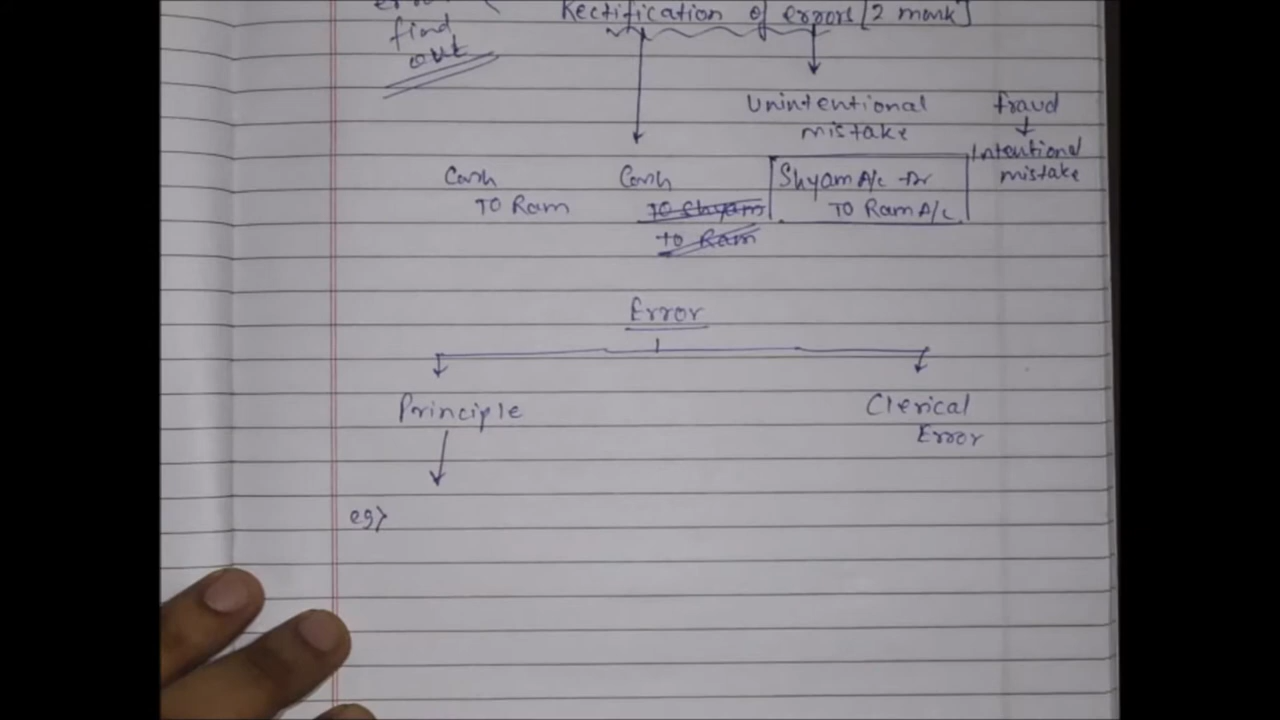 Rectification of errors [2 mark]
find
out
Unintentional
mistake
fraud
Intentional
mistake
Cash
TO Ram
Cash
TO Shyam
to Ram
Shyam A/c Dr
TO Ram A/c
Error
Principle
Clerical
Error
eg>